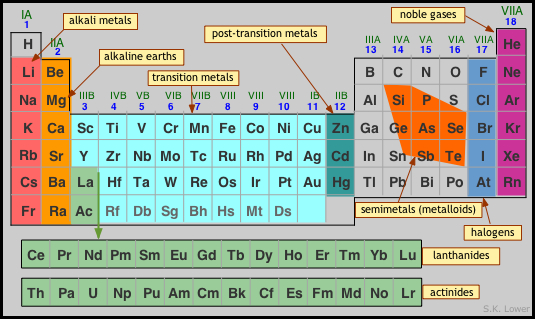 IA VIIA
1 alkali metals noble gases 18
H IIA post-transition metals IIIA IVA VA VIA VIIA He
2 13 14 15 16 17
alkaline earths
Li Be transition metals B C N O F Ne
IIIB IVB VB VIB VIIB IB IIB
3 4 5 6 7 8 9 10 11 12
Na Mg Al Si P S Cl Ar
K Ca Sc Ti V Cr Mn Fe Co Ni Cu Zn Ga Ge As Se Br Kr
Rb Sr Y Zr Nb Mo Tc Ru Rh Pd Ag Cd In Sn Sb Te I Xe
Cs Ba La Hf Ta W Re Os Ir Pt Au Hg Tl Pb Bi Po At Rn
Fr Ra Ac Rf Db Sg Bh Hs Mt Ds semimetals (metalloids)
halogens
Ce Pr Nd Pm Sm Eu Gd Tb Dy Ho Er Tm Yb Lu lanthanides
Th Pa U Np Pu Am Cm Bk Cf Es Fm Md No Lr actinides
S.K. Lower